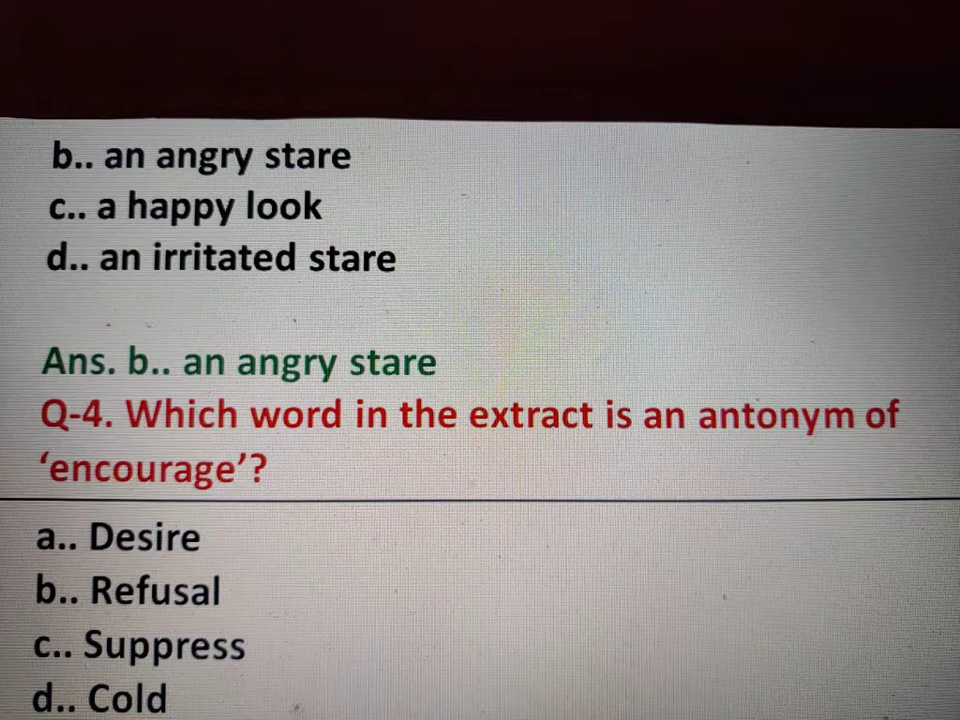 b.. an angry stare
c.. a happy look
d.. an irritated stare
Ans. b.. an angry stare
Q-4. Which word in the extract is an antonym of
‘encourage’?
a.. Desire
b.. Refusal
c.. Suppress
d.. Cold